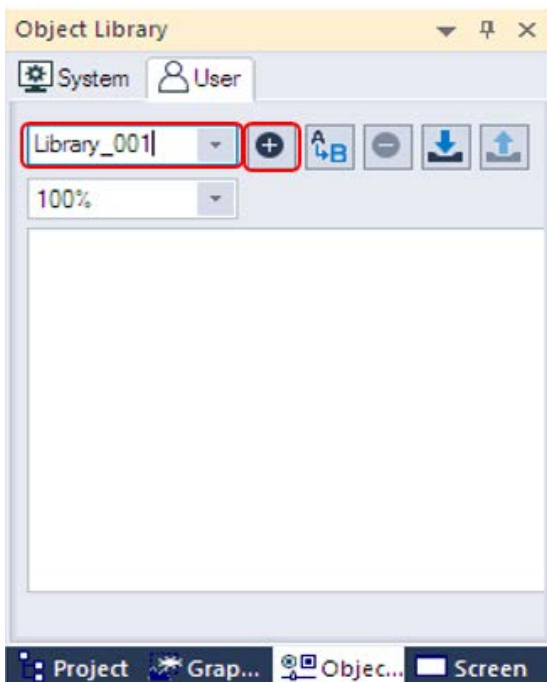 Object Library
System User
Library_001
A B
100%
Project Grap... Objec... Screen